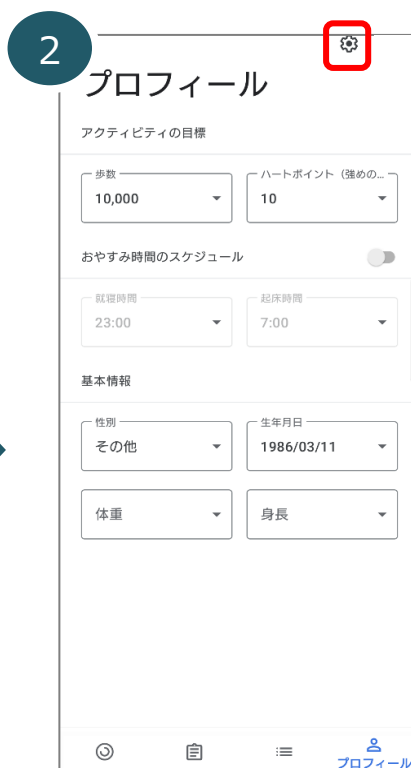 2
プロフィール
アクティビティの目標
歩数 ハートポイント（強めの...
10,000 10
おやすみ時間のスケジュール
就寝時間 起床時間
23:00 7:00
基本情報
性別 生年月日
その他 1986/03/11
体重 身長
プロフィール